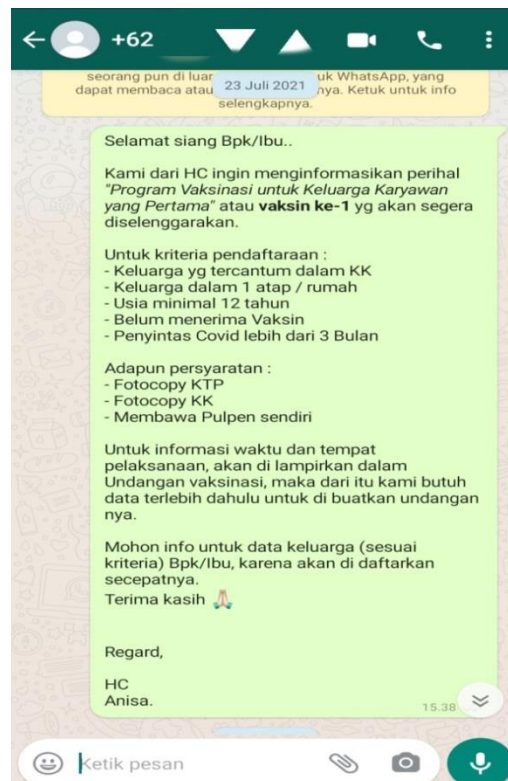 +62
seorang pun di luar uk WhatsApp, yang
23 Juli 2021
dapat membaca atau nya. Ketuk untuk info
selengkapnya.
Selamat siang Bpk/Ibu..
Kami dari HC ingin menginformasikan perihal
"Program Vaksinasi untuk Keluarga Karyawan
yang Pertama" atau vaksin ke-1 yg akan segera
diselenggarakan.
Untuk kriteria pendaftaraan :
- Keluarga yg tercantum dalam KK
- Keluarga dalam 1 atap / rumah
- Usia minimal 12 tahun
- Belum menerima Vaksin
- Penyintas Covid lebih dari 3 Bulan
Adapun persyaratan :
- Fotocopy KTP
- Fotocopy KK
- Membawa Pulpen sendiri
Untuk informasi waktu dan tempat
pelaksanaan, akan di lampirkan dalam
Undangan vaksinasi, maka dari itu kami butuh
data terlebih dahulu untuk di buatkan undangan
nya.
Mohon info untuk data keluarga (sesuai
kriteria) Bpk/Ibu, karena akan di daftarkan
secepatnya.
Terima kasih 🙏🏻
Regard,
HC
Anisa.
15.38
Ketik pesan